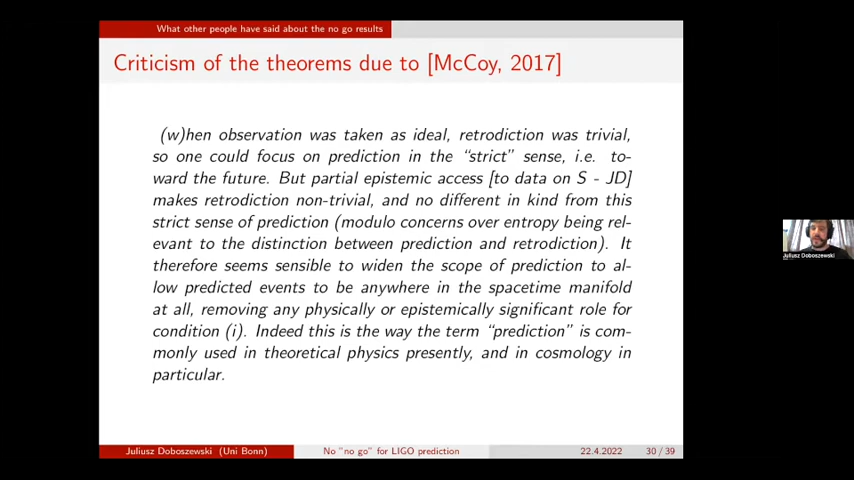 What other people have said about the no go results
Criticism of the theorems due to [McCoy, 2017]
(w)hen observation was taken as ideal, retrodiction was trivial,
so one could focus on prediction in the “strict” sense, i.e. to-
ward the future. But partial epistemic access [to data on S - JD]
makes retrodiction non-trivial, and no different in kind from this
strict sense of prediction (modulo concerns over entropy being rel-
evant to the distinction between prediction and retrodiction). It
therefore seems sensible to widen the scope of prediction to al-
low predicted events to be anywhere in the spacetime manifold
at all, removing any physically or epistemically significant role for
condition (i). Indeed this is the way the term “prediction” is com-
monly used in theoretical physics presently, and in cosmology in
particular.
Juliusz Doboszewski
Juliusz Doboszewski (Uni Bonn) No “no go” for LIGO prediction 22.4.2022 30 / 39